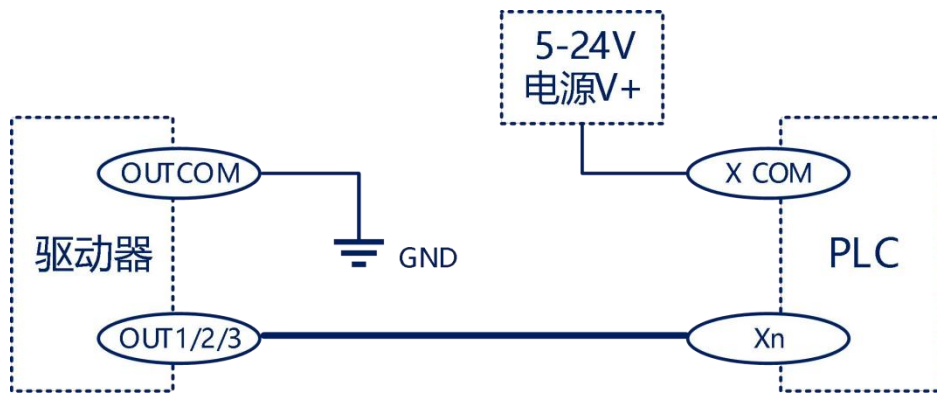 5-24V
电源V+
OUTCOM
X COM
驱动器
GND
PLC
OUT1/2/3
Xn